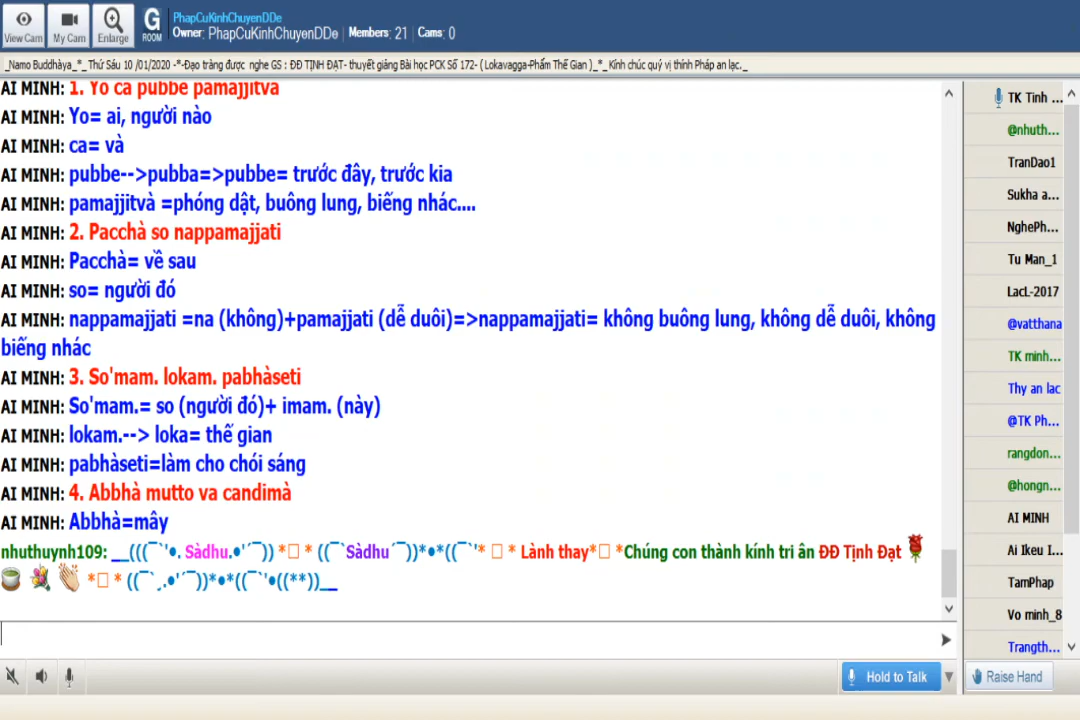 View Cam
My Cam
Enlarge
G ROOM
PhapCuKinhChuyenDDe
Owner: PhapCuKinhChuyenDDe | Members: 21 | Cams: 0
_Namo Buddhàya_*_ Thứ Sáu 10 /01/2020 -*-Đạo tràng được nghe GS : ĐĐ TỊNH ĐẠT- thuyết giảng Bài học PCK Số 172- ( Lokavagga-Phẩm Thế Gian )_*_ Kính chúc quý vị thính Pháp an lạc._
AI MINH: 1. Yo ca pubbe pamajjitvà
AI MINH: Yo= ai, người nào
AI MINH: ca= và
AI MINH: pubbe-->pubba=>pubbe= trước đây, trước kia
AI MINH: pamajjitvà =phóng dật, buông lung, biếng nhác....
AI MINH: 2. Pacchà so nappamajjati
AI MINH: Pacchà= về sau
AI MINH: so= người đó
AI MINH: nappamajjati =na (không)+pamajjati (dễ duôi)=>nappamajjati= không buông lung, không dễ duôi, không
biếng nhác
AI MINH: 3. So'mam. lokam. pabhàseti
AI MINH: So'mam.= so (người đó)+ imam. (này)
AI MINH: lokam.--> loka= thế gian
AI MINH: pabhàseti=làm cho chói sáng
AI MINH: 4. Abbhà mutto va candimà
AI MINH: Abbhà=mây
nhuthuynh109: __(((¯`'•. Sàdhu.•'´¯)) *▯ * ((¯`Sàdhu´¯))*•*((¯`'* ▯ * Lành thay*▯ *Chúng con thành kính tri ân ĐĐ Tịnh Đạt 🌹
🍵 💐 👏 *▯ * ((¯`¸.•'´¯))*•*((¯`'•((**))__
Hold to Talk
TK Tinh ...
@nhuth...
TranDao1
Sukha a...
NghePh...
Tu Man_1
LacL-2017
@vatthana
TK minh...
Thy an lac
@TK Ph...
rangdon...
@hongn...
AI MINH
Ai Ikeu I...
TamPhap
Vo minh_8
Trangth...
Raise Hand